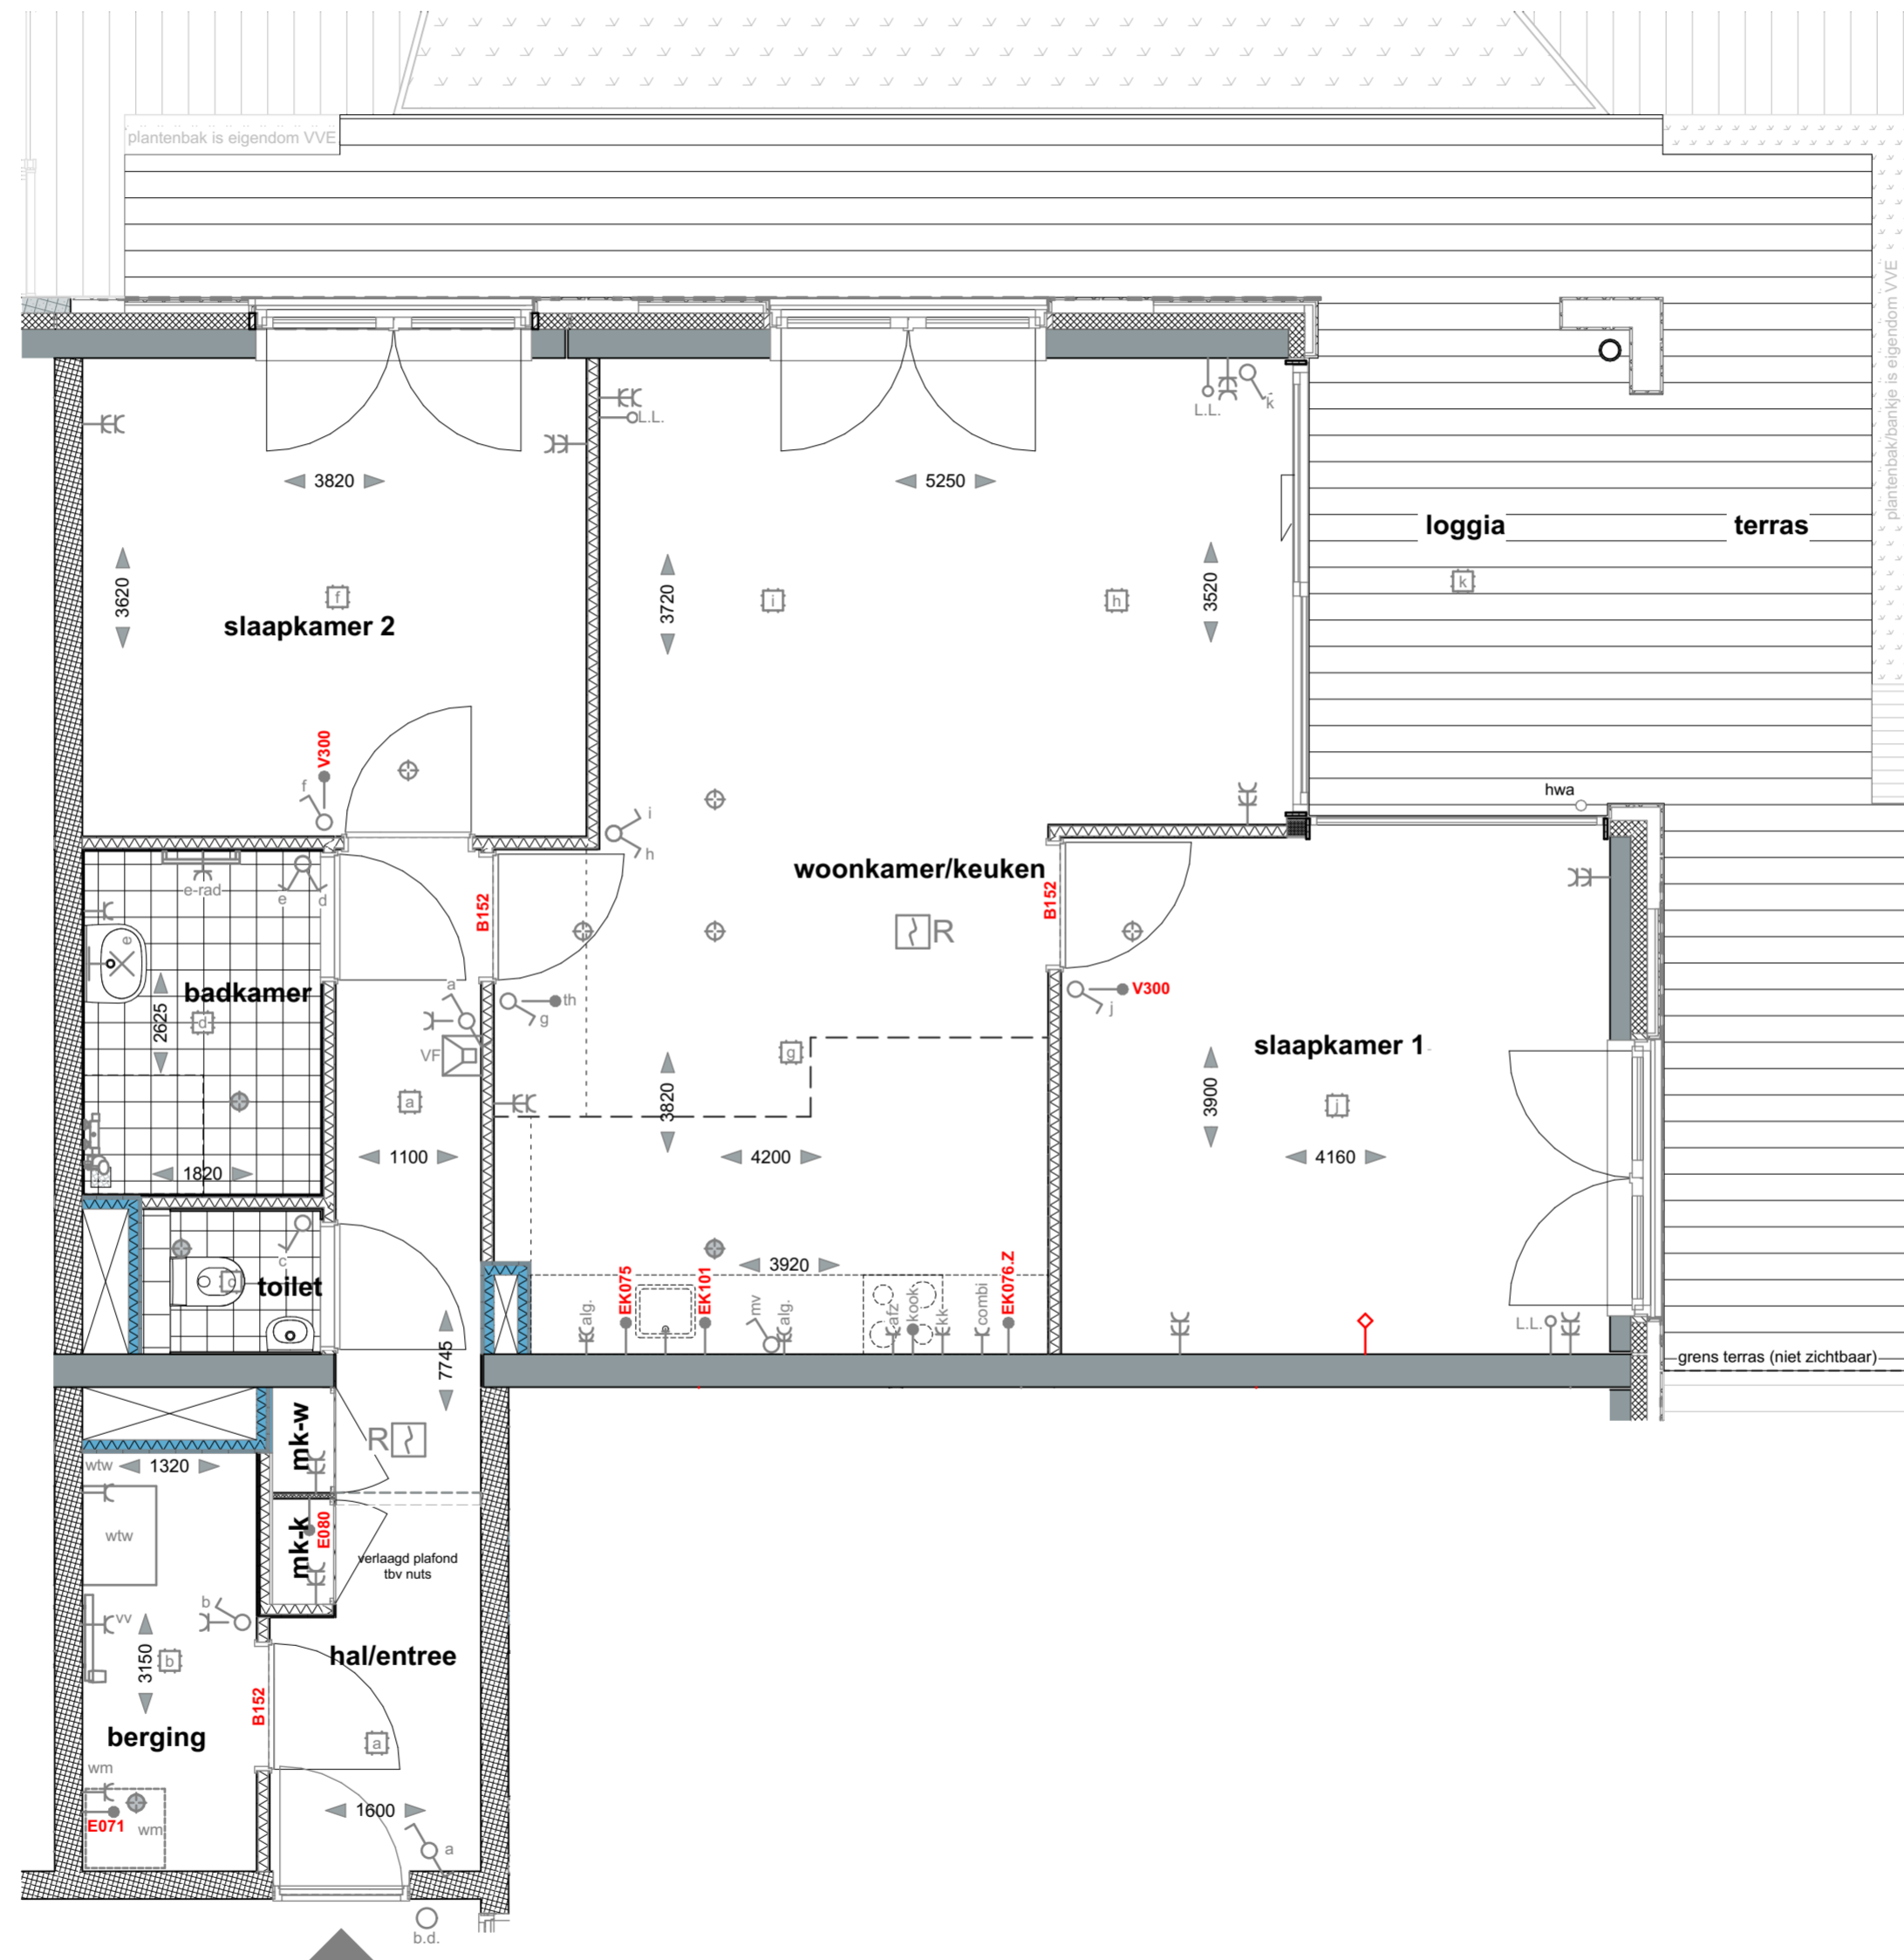 plantenbak is eigendom VVE
plantenbak/bankje is eigendom VVE
L.L.
L.L.
k
3820
5250
loggia
terras
3620
f
slaapkamer 2
3720
i
h
3520
k
V300
f
hwa
i
h
woonkamer/keuken
e-rad
e
d
B152
B152
R
e
badkamer
d
2625
a
th
g
j
V300
VF
slaapkamer 1
g
a
3820
3900
j
1820
1100
4200
4160
c
toilet
3920
alg.
EK075
EK101
mv
alg.
afz
kook
kk
combi
EK076.Z
L.L.
grens terras (niet zichtbaar)
7745
mk-w
R
wtw
1320
wtw
mk-k
E080
verlaagd plafond
tbv nuts
b
vv
3150
b
hal/entree
B152
berging
a
wm
1600
E071
wm
a
b.d.